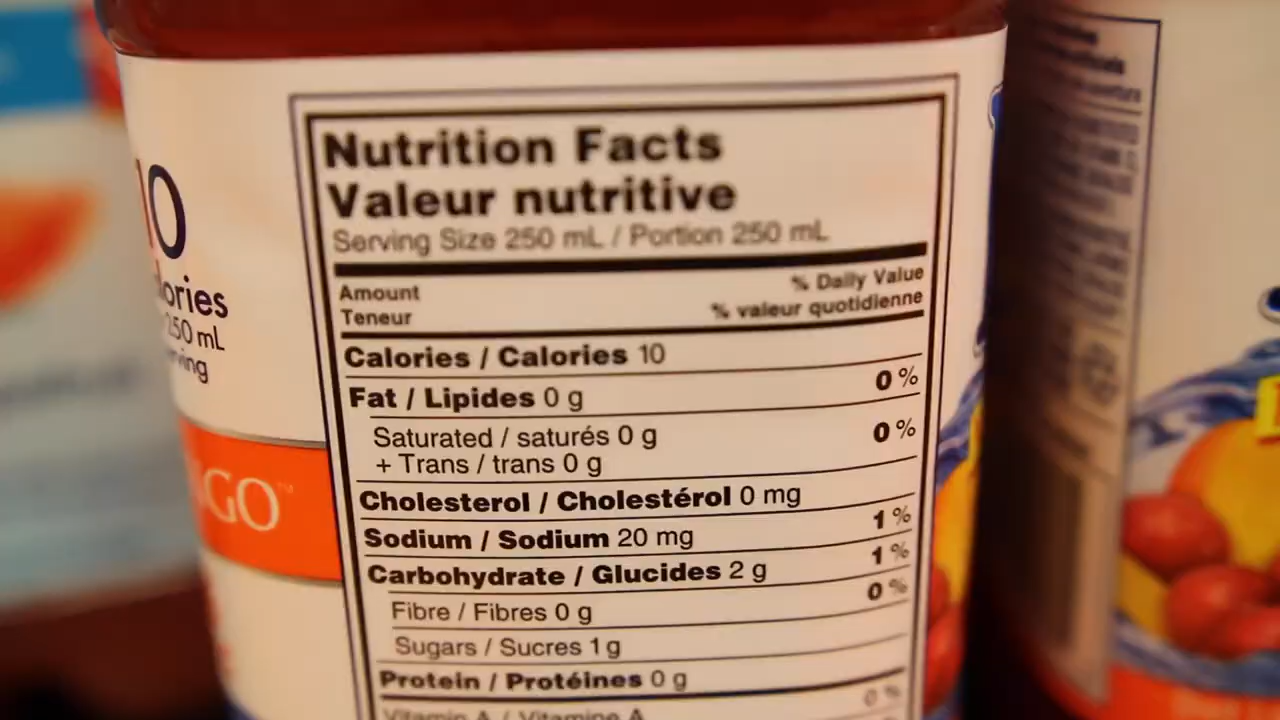 Nutrition Facts
Valeur nutritive
Serving Size 250 mL / Portion 250 mL
Amount
% Daily Value
Teneur
% valeur quotidienne
Calories / Calories 10
Fat / Lipides 0 g
0 %
Saturated / saturés 0 g
+ Trans / trans 0 g
0 %
Cholesterol / Cholestérol 0 mg
Sodium / Sodium 20 mg
1 %
Carbohydrate / Glucides 2 g
1 %
Fibre / Fibres 0 g
0 %
Sugars / Sucres 1 g
Protein / Protéines 0 g
Vitamin A / Vitamine A
0 %
10
250 mL